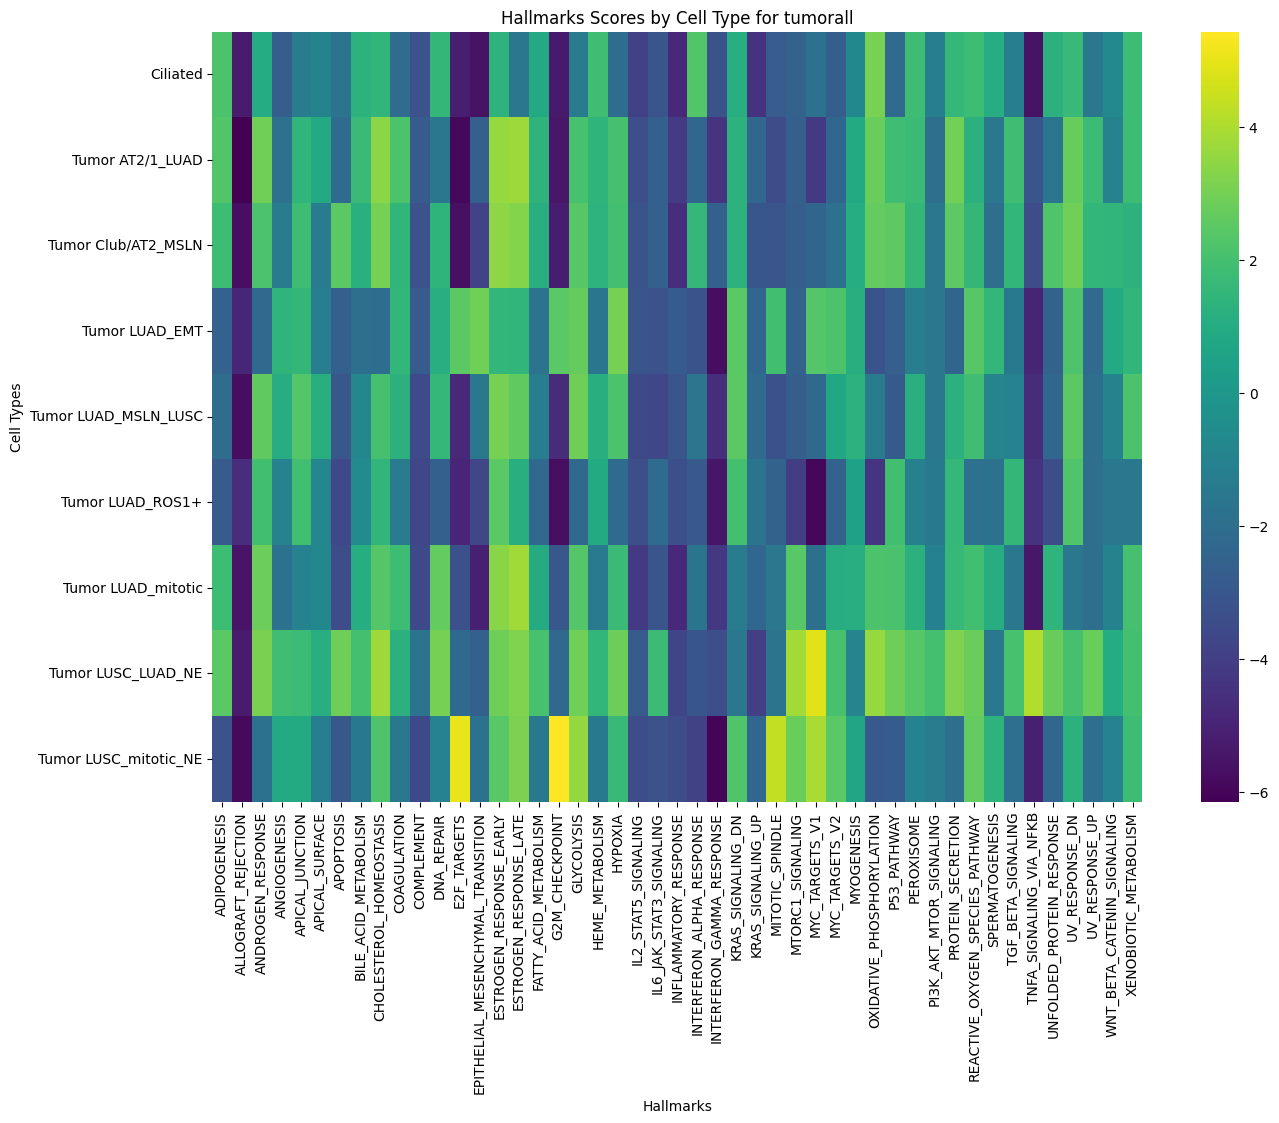 Hallmarks Scores by Cell Type for tumorall
Cell Types
Ciliated
Tumor AT2/1_LUAD
Tumor Club/AT2_MSLN
Tumor LUAD_EMT
Tumor LUAD_MSLN_LUSC
Tumor LUAD_ROS1+
Tumor LUAD_mitotic
Tumor LUSC_LUAD_NE
Tumor LUSC_mitotic_NE
ADIPOGENESIS
ALLOGRAFT_REJECTION
ANDROGEN_RESPONSE
ANGIOGENESIS
APICAL_JUNCTION
APICAL_SURFACE
APOPTOSIS
BILE_ACID_METABOLISM
CHOLESTEROL_HOMEOSTASIS
COAGULATION
COMPLEMENT
DNA_REPAIR
E2F_TARGETS
EPITHELIAL_MESENCHYMAL_TRANSITION
ESTROGEN_RESPONSE_EARLY
ESTROGEN_RESPONSE_LATE
FATTY_ACID_METABOLISM
G2M_CHECKPOINT
GLYCOLYSIS
HEME_METABOLISM
HYPOXIA
IL2_STAT5_SIGNALING
IL6_JAK_STAT3_SIGNALING
INFLAMMATORY_RESPONSE
INTERFERON_ALPHA_RESPONSE
INTERFERON_GAMMA_RESPONSE
KRAS_SIGNALING_DN
KRAS_SIGNALING_UP
MITOTIC_SPINDLE
MTORC1_SIGNALING
MYC_TARGETS_V1
MYC_TARGETS_V2
MYOGENESIS
OXIDATIVE_PHOSPHORYLATION
P53_PATHWAY
PEROXISOME
PI3K_AKT_MTOR_SIGNALING
PROTEIN_SECRETION
REACTIVE_OXYGEN_SPECIES_PATHWAY
SPERMATOGENESIS
TGF_BETA_SIGNALING
TNFA_SIGNALING_VIA_NFKB
UNFOLDED_PROTEIN_RESPONSE
UV_RESPONSE_DN
UV_RESPONSE_UP
WNT_BETA_CATENIN_SIGNALING
XENOBIOTIC_METABOLISM
Hallmarks
4
2
0
−2
−4
−6